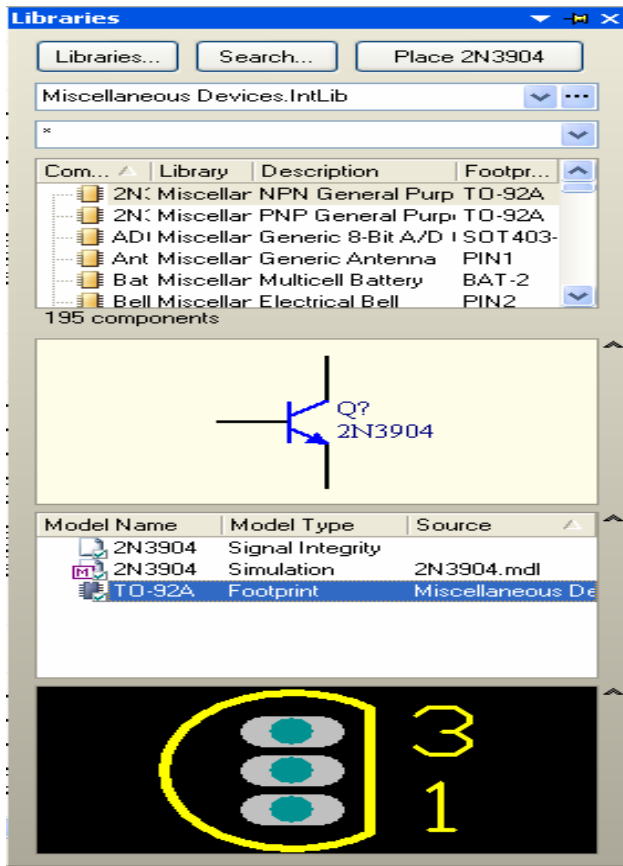 Libraries
Libraries... Search... Place 2N3904
Miscellaneous Devices.IntLib ...
*
Com... Library Description Footpr...
2N: Miscellar NPN General Purp TO-92A
2N: Miscellar PNP General Purp TO-92A
ADI Miscellar Generic 8-Bit A/D SOT403-
Ant Miscellar Generic Antenna PIN1
Bat Miscellar Multicell Battery BAT-2
Bell Miscellar Electrical Bell PIN2
195 components
Q?
2N3904
Model Name Model Type Source
2N3904 Signal Integrity
M 2N3904 Simulation 2N3904.mdl
TO-92A Footprint Miscellaneous De
3
1